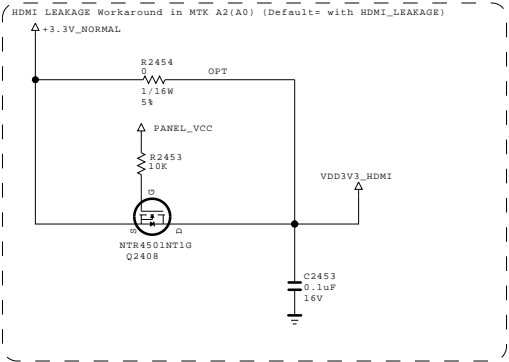 HDMI LEAKAGE Workaround in MTK A2(A0) (Default= with HDMI_LEAKAGE)
+3.3V_NORMAL
R2454
0
OPT
1/16W
5%
PANEL_VCC
R2453
10K
VDD3V3_HDMI
G
S
D
NTR4501NT1G
Q2408
C2453
0.1uF
16V